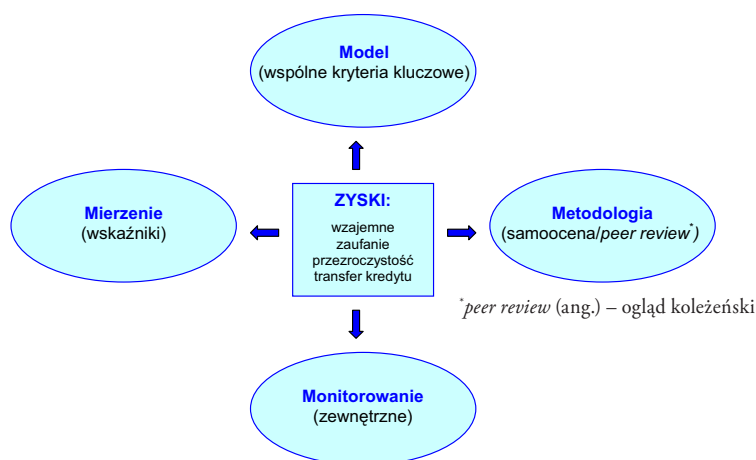 Model
(wspólne kryteria kluczowe)
Mierzenie
(wskaźniki)
ZYSKI:
wzajemne
zaufanie
przezroczystość
transfer kredytu
Metodologia
(samoocena/peer review*)
*peer review (ang.) – ogląd koleżeński
Monitorowanie
(zewnętrzne)